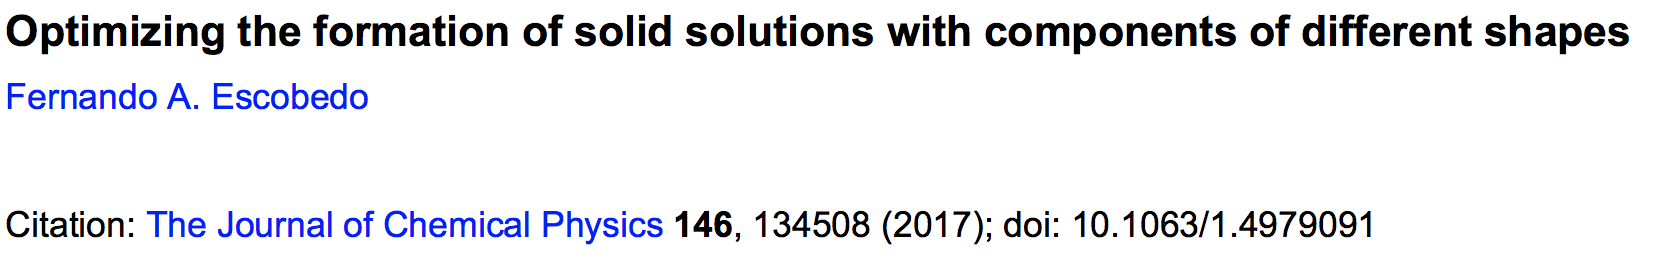 Optimizing the formation of solid solutions with components of different shapes
Fernando A. Escobedo
Citation: The Journal of Chemical Physics 146, 134508 (2017); doi: 10.1063/1.4979091